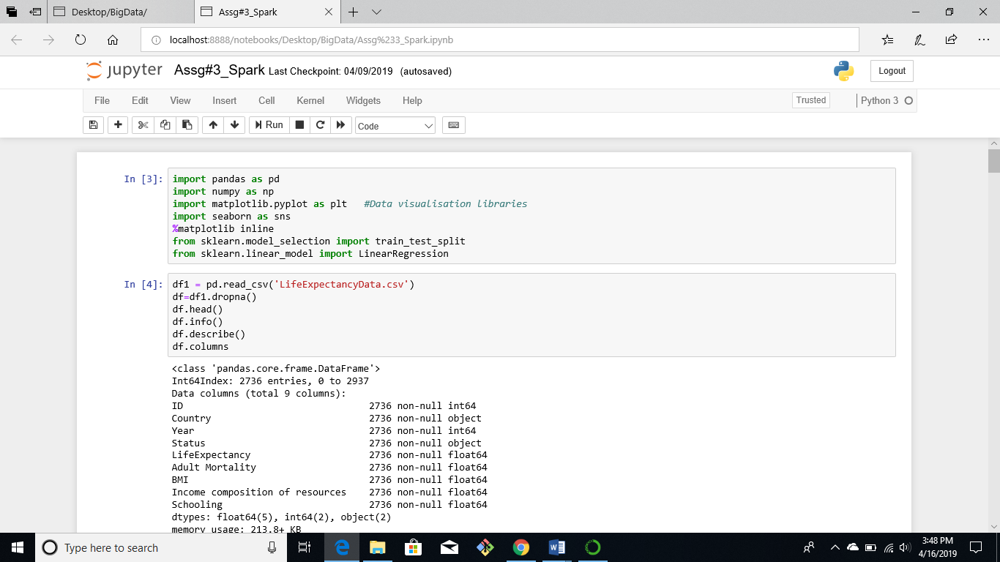 Desktop/BigData/
Assg#3_Spark
localhost:8888/notebooks/Desktop/BigData/Assg%233_Spark.ipynb
jupyter Assg#3_Spark Last Checkpoint: 04/09/2019 (autosaved)
Logout
File Edit View Insert Cell Kernel Widgets Help
Trusted
Python 3
Run
Code
In [3]:
import pandas as pd
import numpy as np
import matplotlib.pyplot as plt #Data visualisation libraries
import seaborn as sns
%matplotlib inline
from sklearn.model_selection import train_test_split
from sklearn.linear_model import LinearRegression
In [4]:
df1 = pd.read_csv('LifeExpectancyData.csv')
df=df1.dropna()
df.head()
df.info()
df.describe()
df.columns
<class 'pandas.core.frame.DataFrame'>
Int64Index: 2736 entries, 0 to 2937
Data columns (total 9 columns):
ID 2736 non-null int64
Country 2736 non-null object
Year 2736 non-null int64
Status 2736 non-null object
LifeExpectancy 2736 non-null float64
Adult Mortality 2736 non-null float64
BMI 2736 non-null float64
Income composition of resources 2736 non-null float64
Schooling 2736 non-null float64
dtypes: float64(5), int64(2), object(2)
memory usage: 213.8+ KB
Type here to search
3:48 PM
4/16/2019